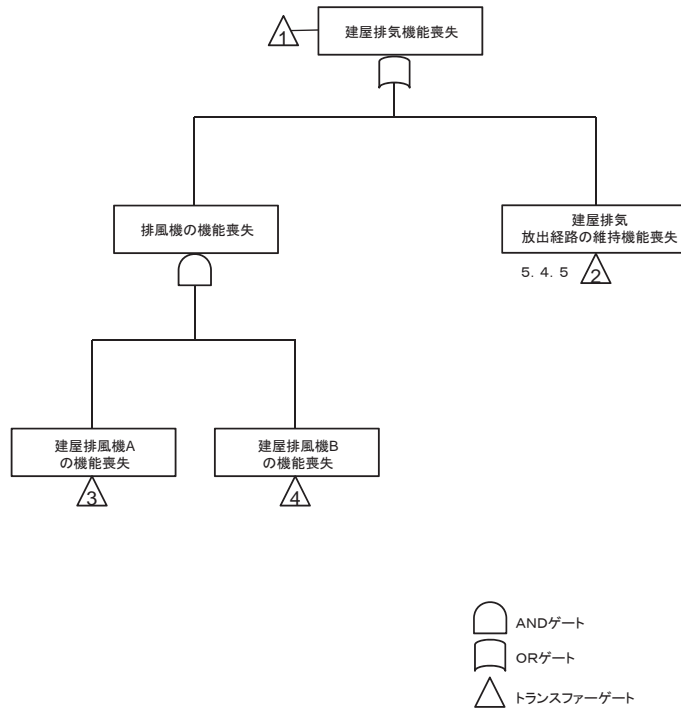 1
建屋排気機能喪失
排風機の機能喪失
建屋排気
放出経路の維持機能喪失
5. 4. 5
2
建屋排風機A
の機能喪失
建屋排風機B
の機能喪失
3
4
ANDゲート
ORゲート
トランスファーゲート